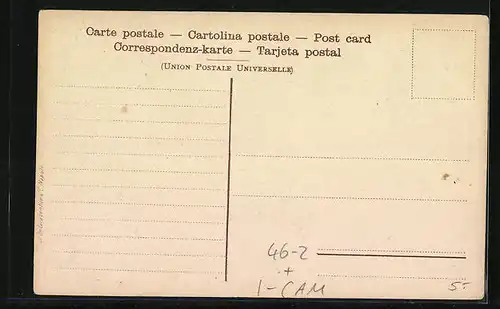 Carte postale — Cartolina postale — Post card
Correspondenz-karte — Tarjeta postal
(Union Postale Universelle)
46-2
+
1-CAM
5-